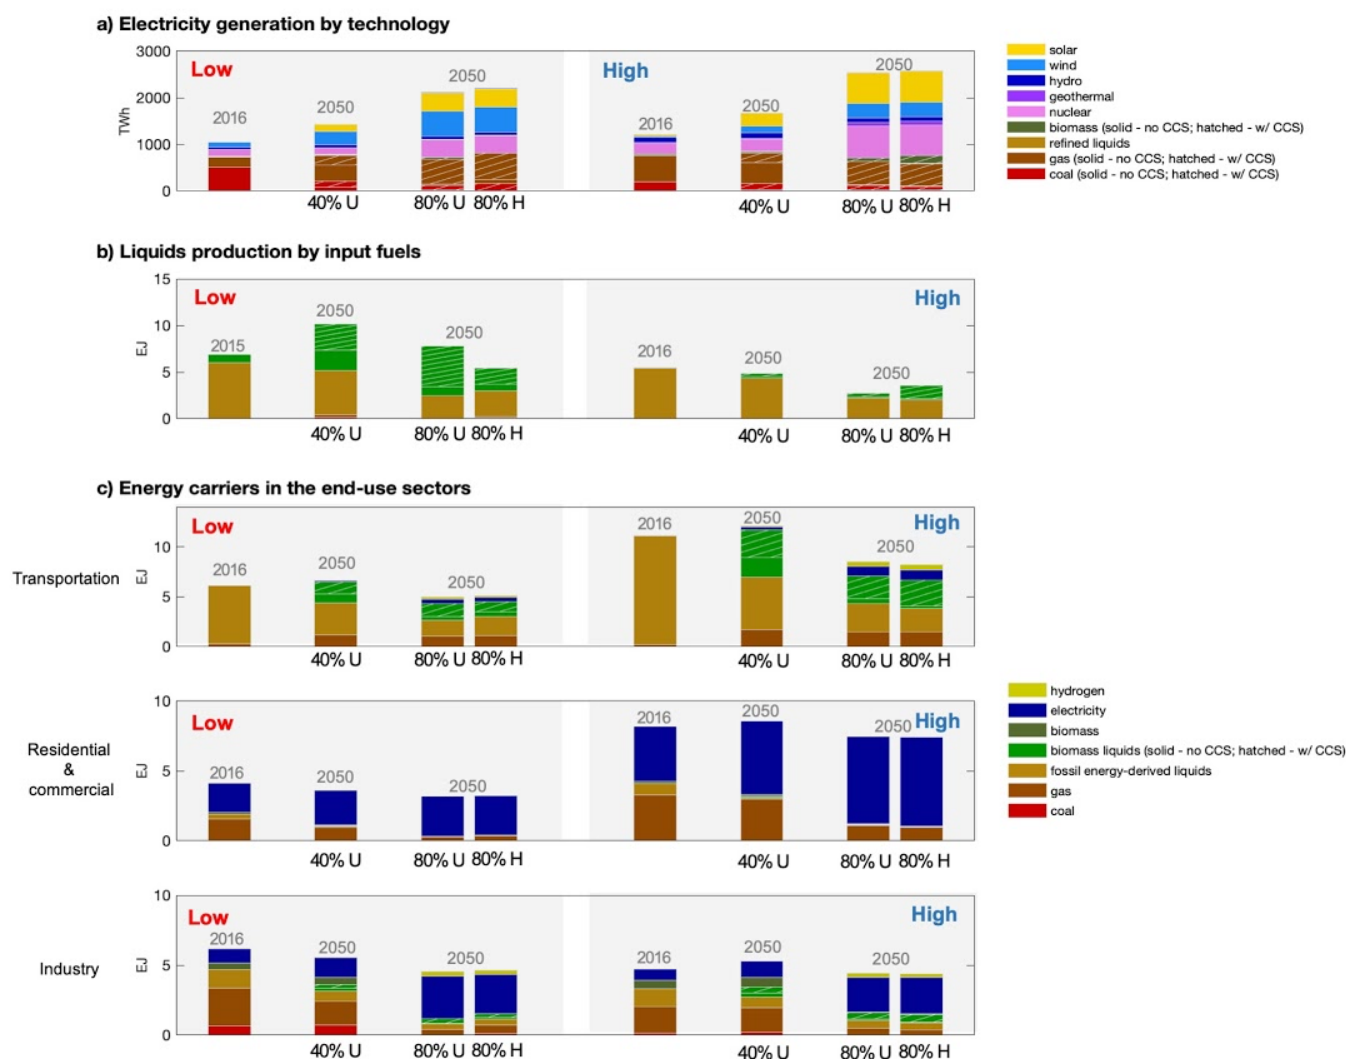 a) Electricity generation by technology
3000
2000
1000
0
TWh
Low
2016
2050
2050
40% U
80% U
80% H
High
2016
2050
2050
40% U
80% U
80% H
solar
wind
hydro
geothermal
nuclear
biomass (solid - no CCS; hatched - w/ CCS)
refined liquids
gas (solid - no CCS; hatched - w/ CCS)
coal (solid - no CCS; hatched - w/ CCS)
b) Liquids production by input fuels
15
10
5
0
EJ
Low
2015
2050
2050
40% U
80% U
80% H
High
2016
2050
2050
40% U
80% U
80% H
c) Energy carriers in the end-use sectors
Transportation
10
5
0
EJ
Low
2016
2050
2050
40% U
80% U
80% H
High
2016
2050
2050
40% U
80% U
80% H
Residential
&
commercial
10
5
0
EJ
Low
2016
2050
2050
40% U
80% U
80% H
High
2016
2050
2050
40% U
80% U
80% H
hydrogen
electricity
biomass
biomass liquids (solid - no CCS; hatched - w/ CCS)
fossil energy-derived liquids
gas
coal
Industry
10
5
0
EJ
Low
2016
2050
2050
40% U
80% U
80% H
High
2016
2050
2050
40% U
80% U
80% H